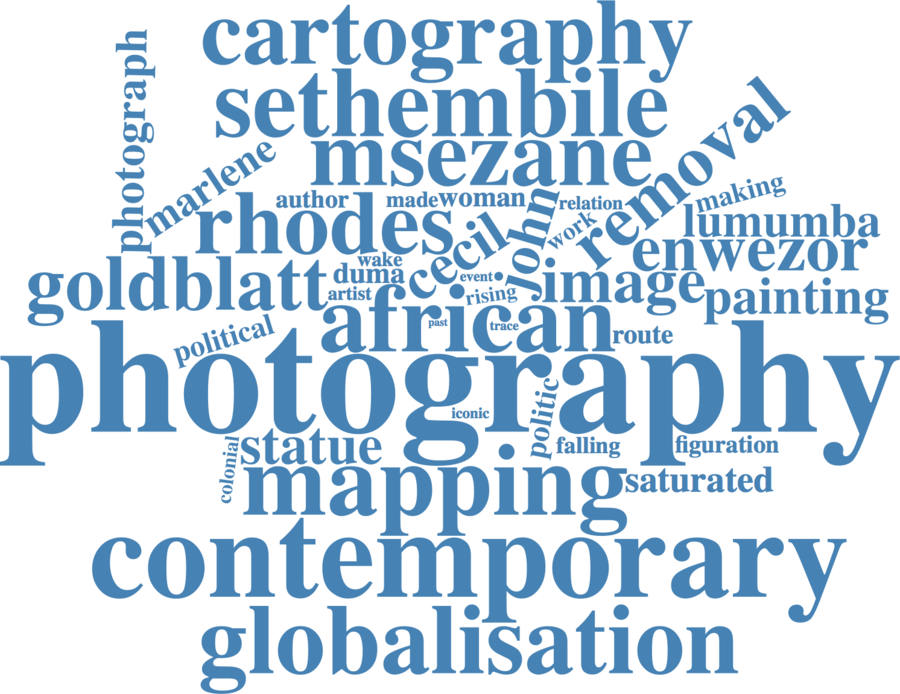 cartography
photograph
sethembile
removal
marlene
msezane
making
author
made
woman
relation
rhodes
cecil
john
work
lumumba
enwezor
wake
goldblatt
duma
event
artist
rising
image
painting
african
past
trace
route
political
photography
iconic
politic
colonial
statue
falling
figuration
mapping
saturated
contemporary
globalisation